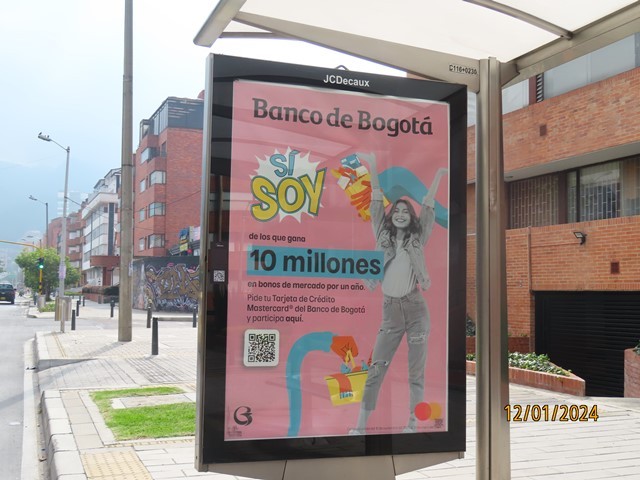 C116+0238
JCDecaux
Banco de Bogotá
SÍ
SOY
de los que gana
10 millones
en bonos de mercado por un año.
Pide tu Tarjeta de Crédito
Mastercard® del Banco de Bogotá
y participa aquí.
12/01/2024